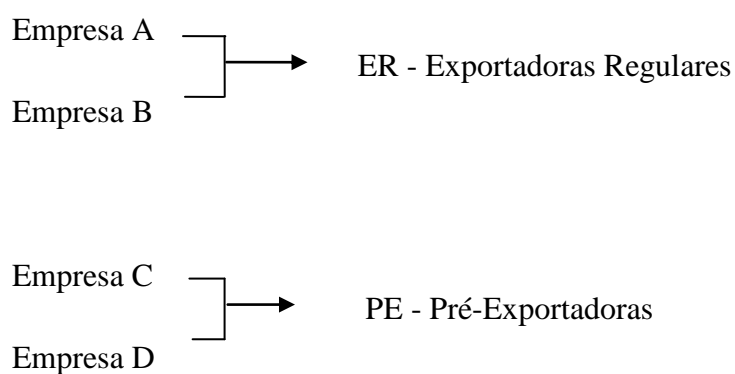 Empresa A
ER - Exportadoras Regulares
Empresa B
Empresa C
PE - Pré-Exportadoras
Empresa D